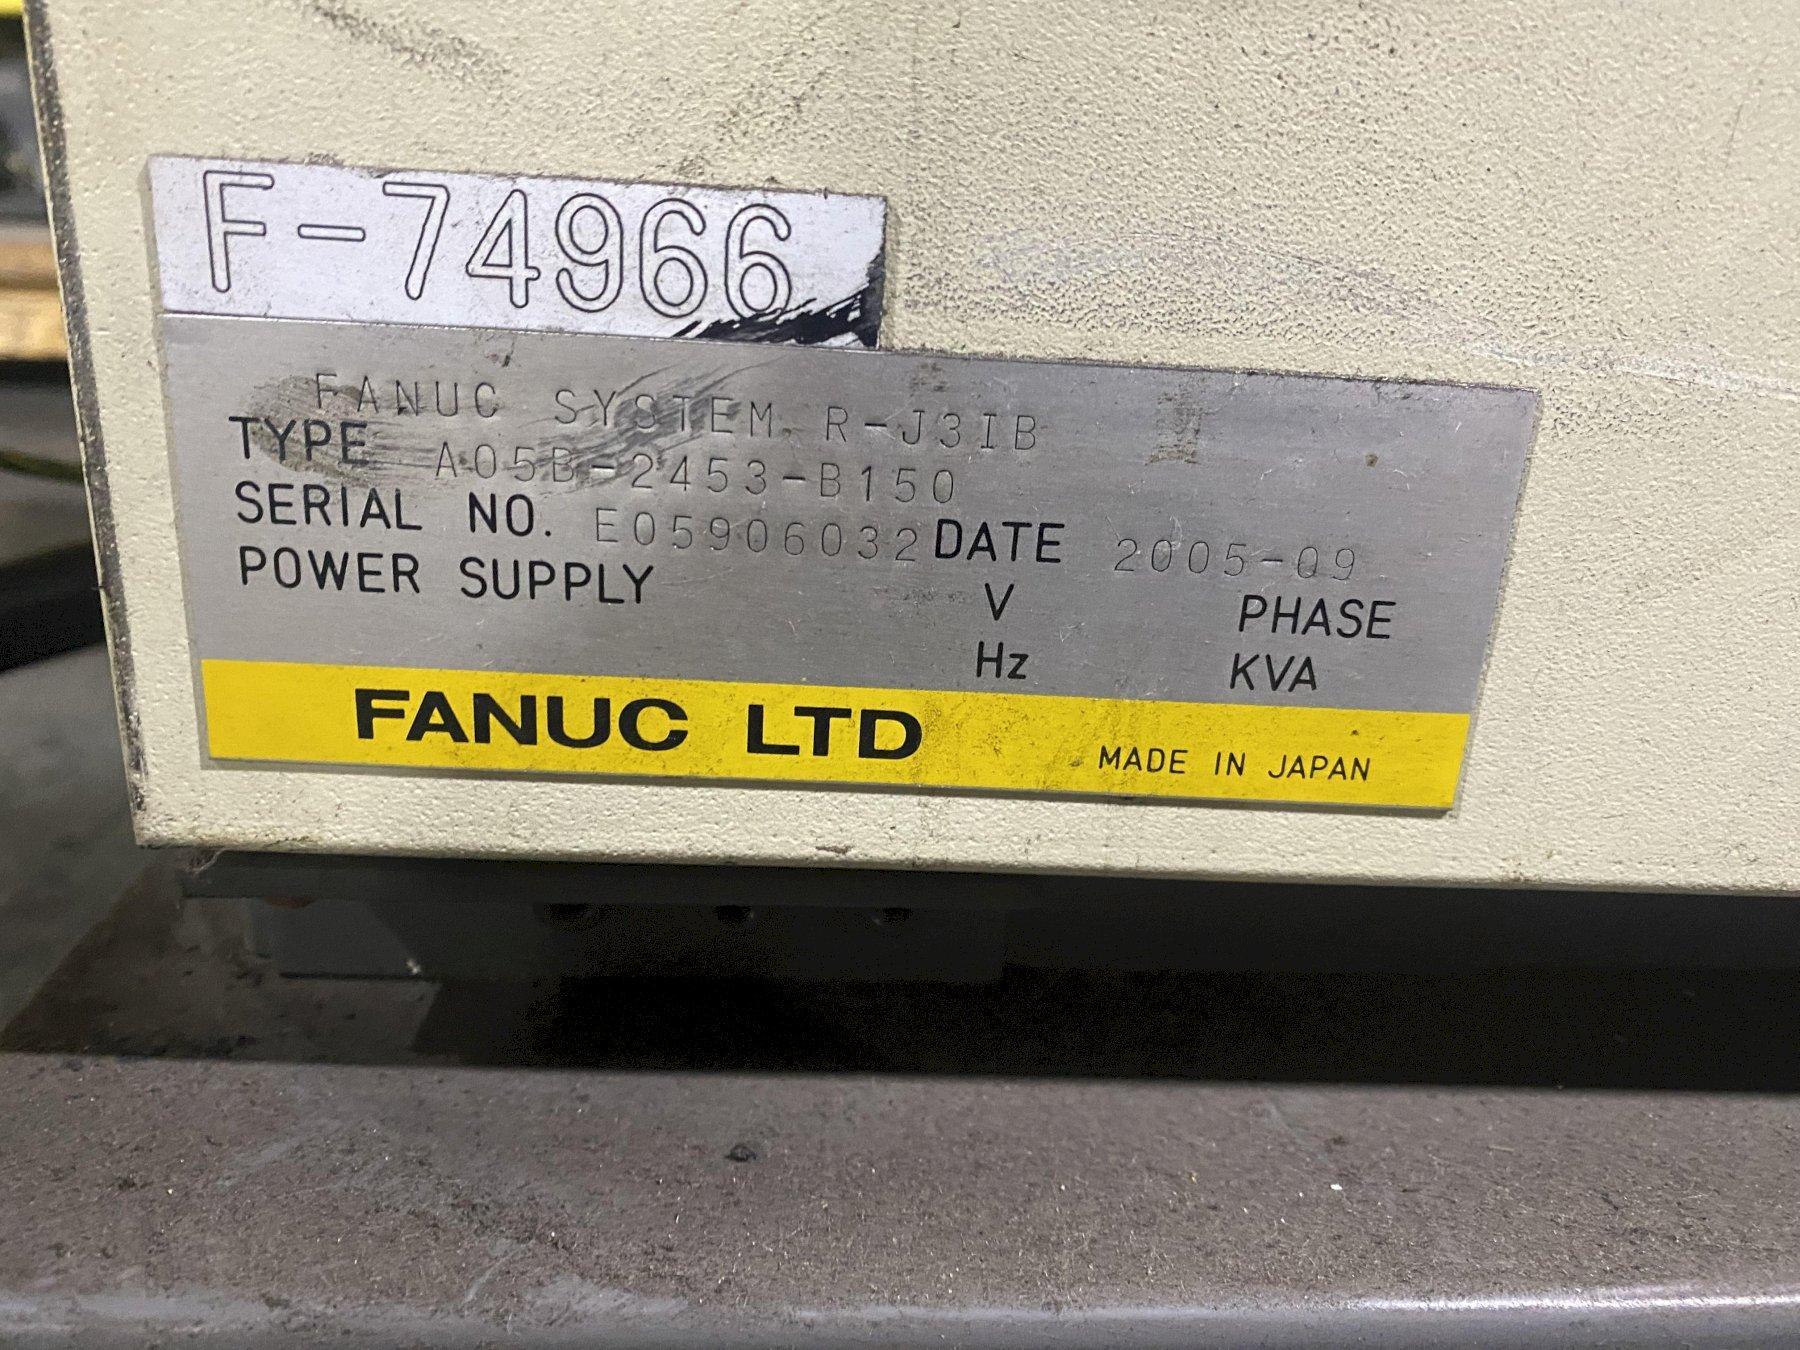 F-74966
FANUC SYSTEM R-J3IB
TYPE A05B-2453-B150
SERIAL NO. E05906032 DATE 2005-09
POWER SUPPLY V PHASE
Hz KVA
FANUC LTD MADE IN JAPAN